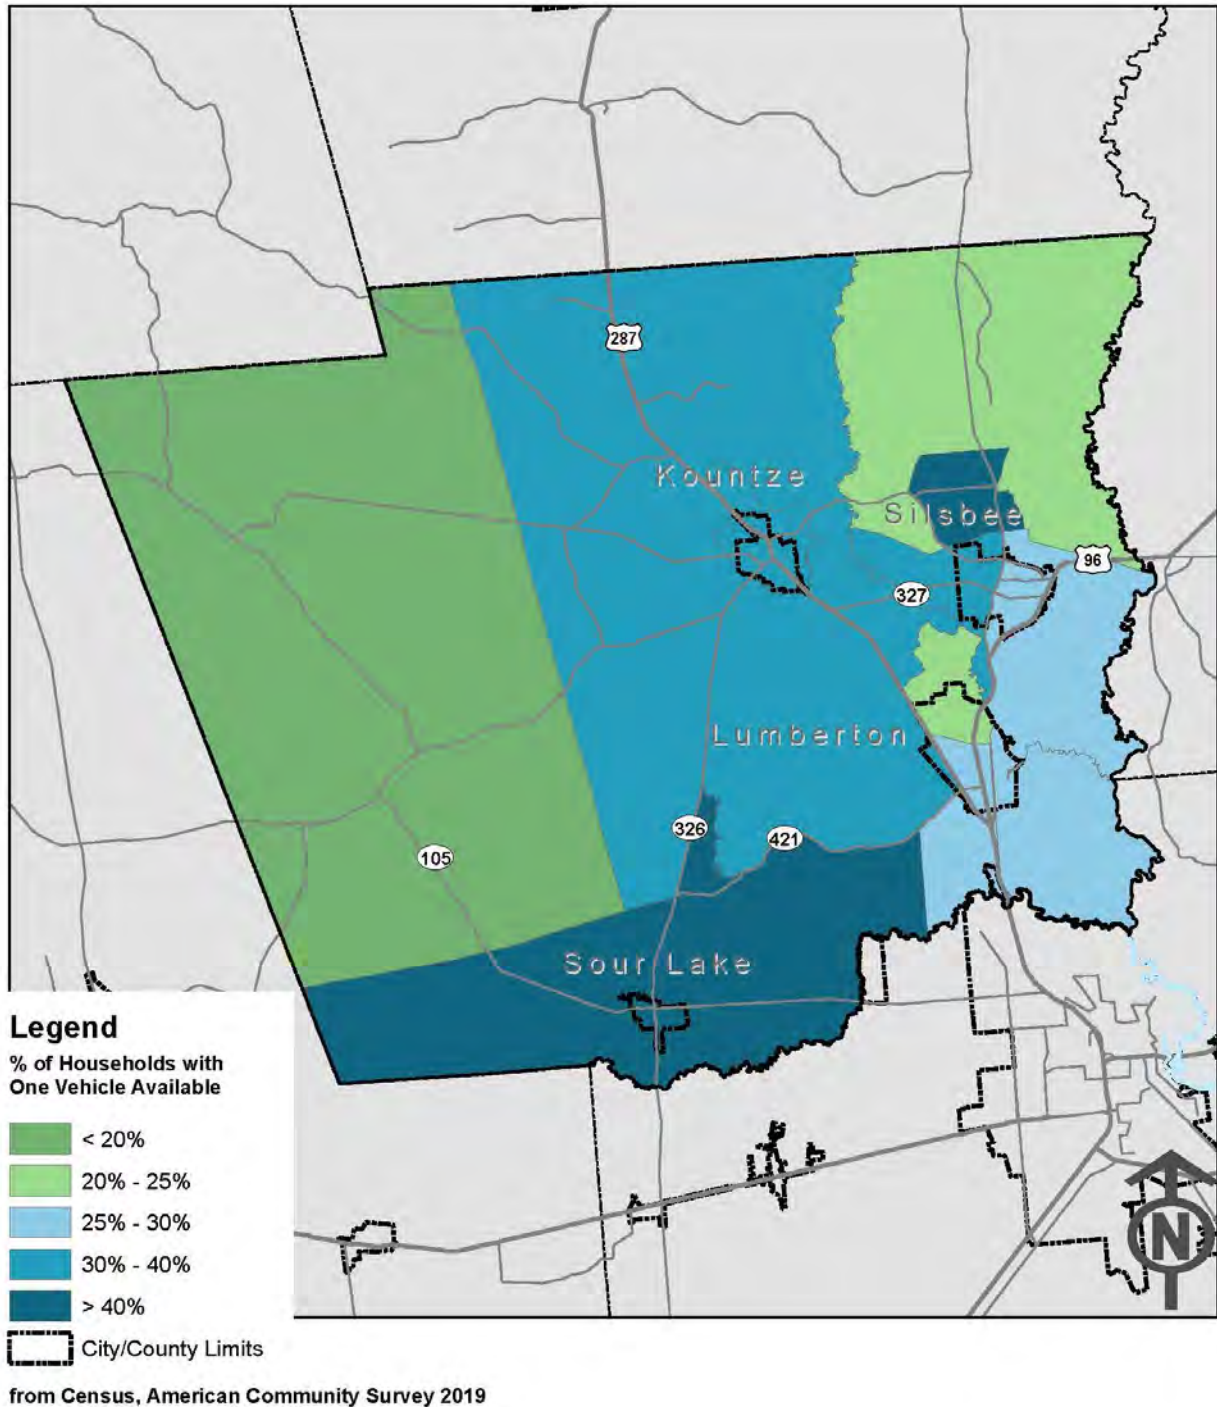 287
Kountze
Silsbee
96
327
Lumberton
326
421
105
Sour Lake
Legend
% of Households with
One Vehicle Available
< 20%
20% - 25%
25% - 30%
30% - 40%
> 40%
City/County Limits
N
from Census, American Community Survey 2019